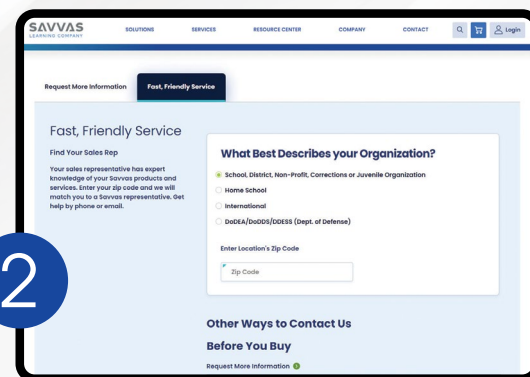 SAVVAS
LEARNING COMPANY
SOLUTIONS
SERVICES
RESOURCE CENTER
COMPANY
CONTACT
Login
Request More Information
Fast, Friendly Service
Fast, Friendly Service
Find Your Sales Rep
Your sales representative has expert
knowledge of your Savvas products and
services. Enter your zip code and we will
match you to a Savvas representative. Get
help by phone or email.
What Best Describes your Organization?
School, District, Non-Profit, Corrections or Juvenile Organization
Home School
International
DoDEA/DoDDS/DDESS (Dept. of Defense)
Enter Location's Zip Code
Zip Code
2
Other Ways to Contact Us
Before You Buy
Request More Information